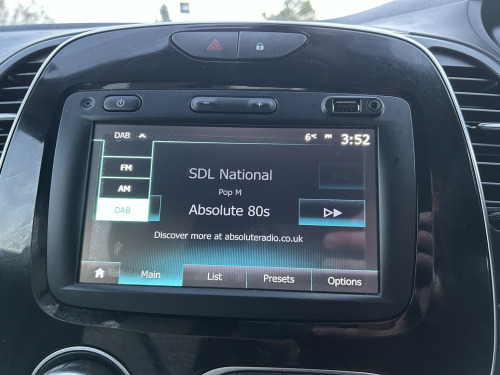 DAB
6°C PM 3:52
FM
AM
DAB
SDL National
Pop M
Absolute 80s
Discover more at absoluteradio.co.uk
Main List Presets Options